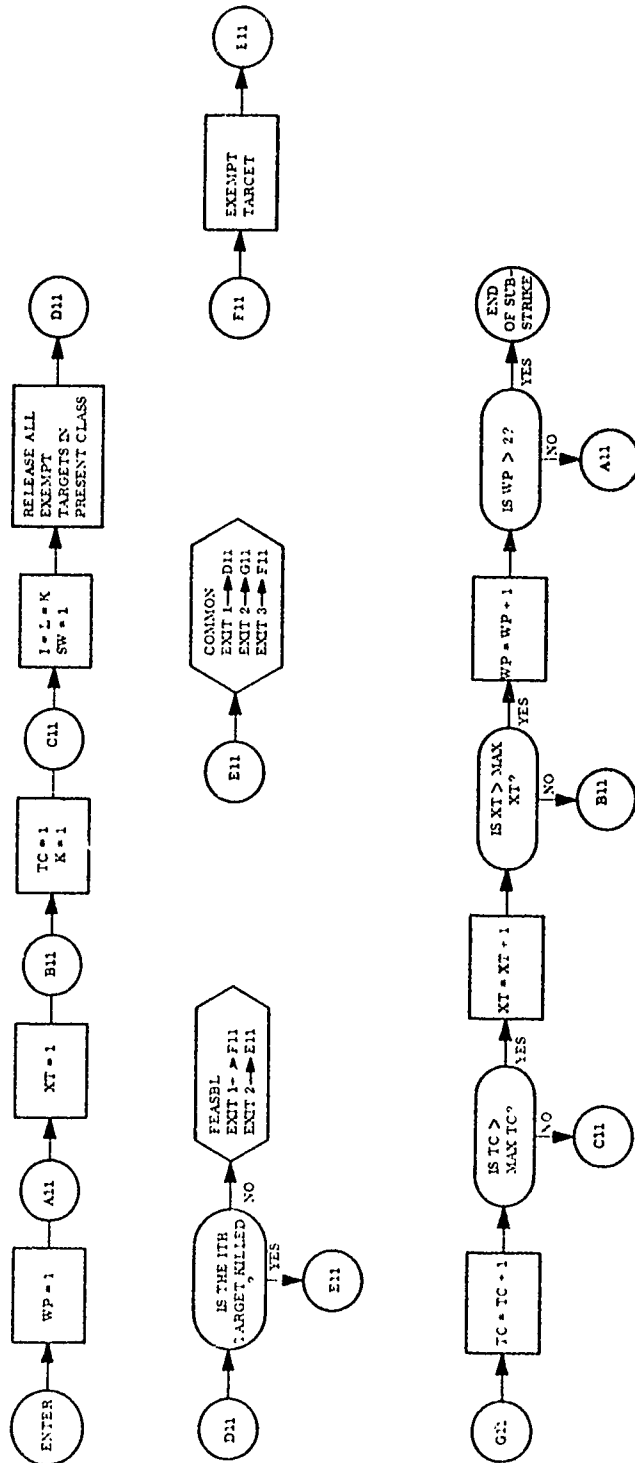 ENTER
WP = 1
A11
XT = 1
B11
TC = 1
K = 1
C11
I = L = K
SW = 1
RELEASE ALL
EXEMPT
TARGETS IN
PRESENT CLASS
D11
D11
IS THE ITH
TARGET KILLED
?
YES
E11
NO
FEASBL
EXIT 1 → F11
EXIT 2 → E11
E11
COMMON
EXIT 1 → D11
EXIT 2 → G11
EXIT 3 → F11
F11
EXEMPT
TARGET
E11
G11
TC = TC + 1
IS TC >
MAX TC?
NO
C11
YES
XT = XT + 1
IS XT > MAX
XT?
NO
B11
YES
WP = WP + 1
IS WP > 2?
NO
A11
YES
END
OF SUB-
STRIKE